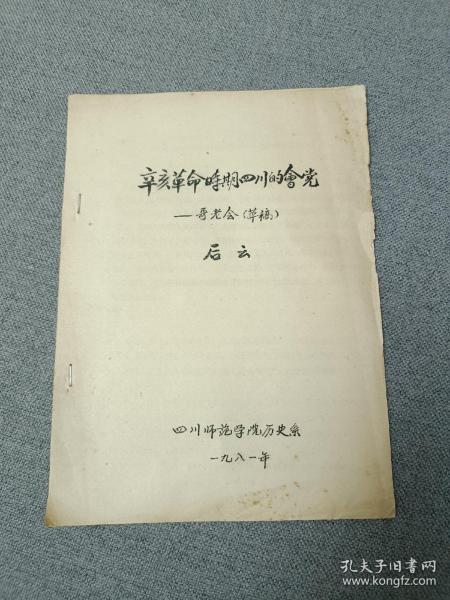 辛亥革命时期四川的會党
—哥老会（草稿）
后云
四川师范学院历史系
一九八一年
孔夫子旧书网
www.kongfz.com